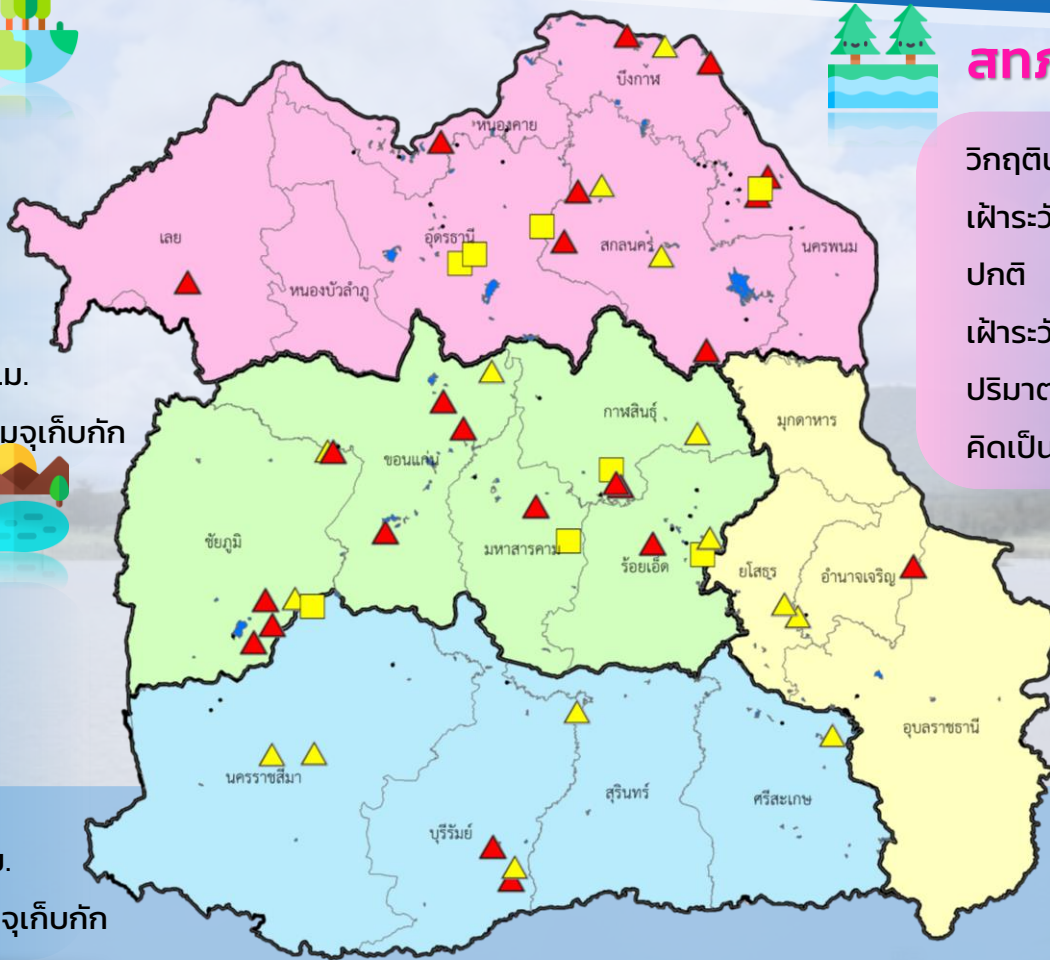 สทภ
วิกฤติน
เฝ้าระวั
ปกติ
เฝ้าระวั
ปริมาต
คิดเป็น
บึงกาฬ
หนองคาย
เลย
อุดรธานี
สกลนคร
นครพนม
หนองบัวลำภู
.ม.
มจุเก็บกัก
กาฬสินธุ์
มุกดาหาร
ขอนแก่น
ชัยภูมิ
มหาสารคาม
ร้อยเอ็ด
ยโสธร
อำนาจเจริญ
อุบลราชธานี
นครราชสีมา
สุรินทร์
ศรีสะเกษ
บุรีรัมย์
ม.
จุเก็บกัก